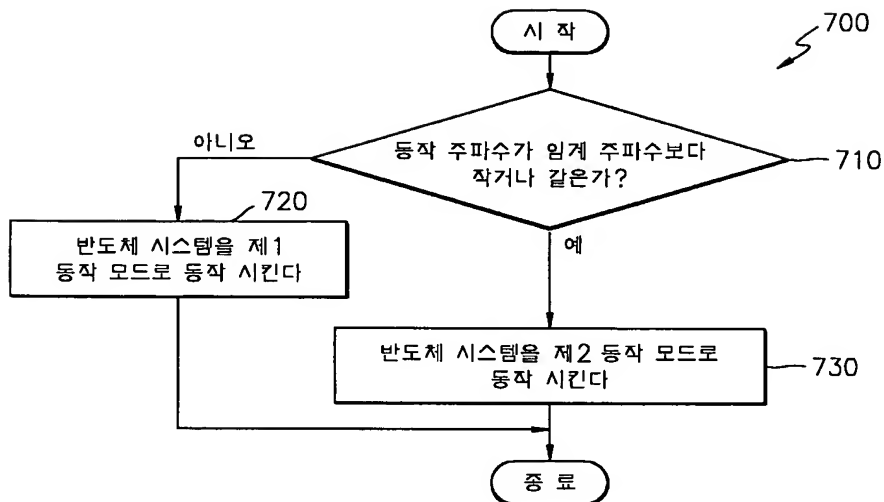 시 작
700
동작 주파수가 임계 주파수보다
작거나 같은가?
710
아니오
예
720
반도체 시스템을 제1
동작 모드로 동작 시킨다
반도체 시스템을 제2 동작 모드로
동작 시킨다
730
종 료